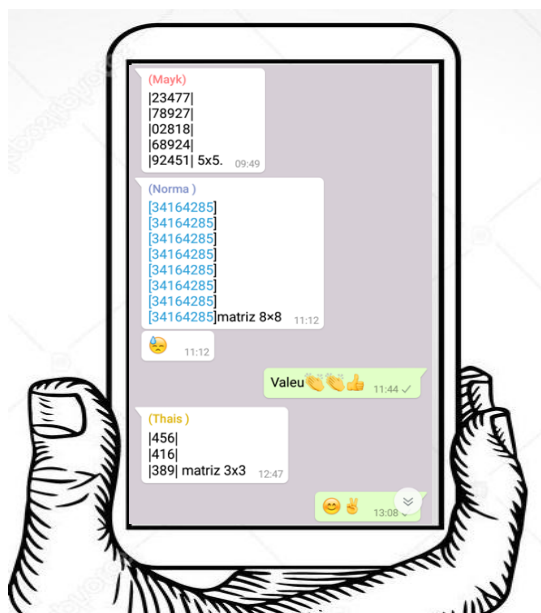 (Mayk)
|23477|
|78927|
|02818|
|68924|
|92451| 5x5. 09:49
(Norma )
[34164285]
[34164285]
[34164285]
[34164285]
[34164285]
[34164285]
[34164285]
[34164285]matriz 8×8 11:12
😓 11:12
Valeu👏👏👍 11:44 ✓
(Thais )
|456|
|416|
|389| matriz 3x3 12:47
😊✌ 13:08